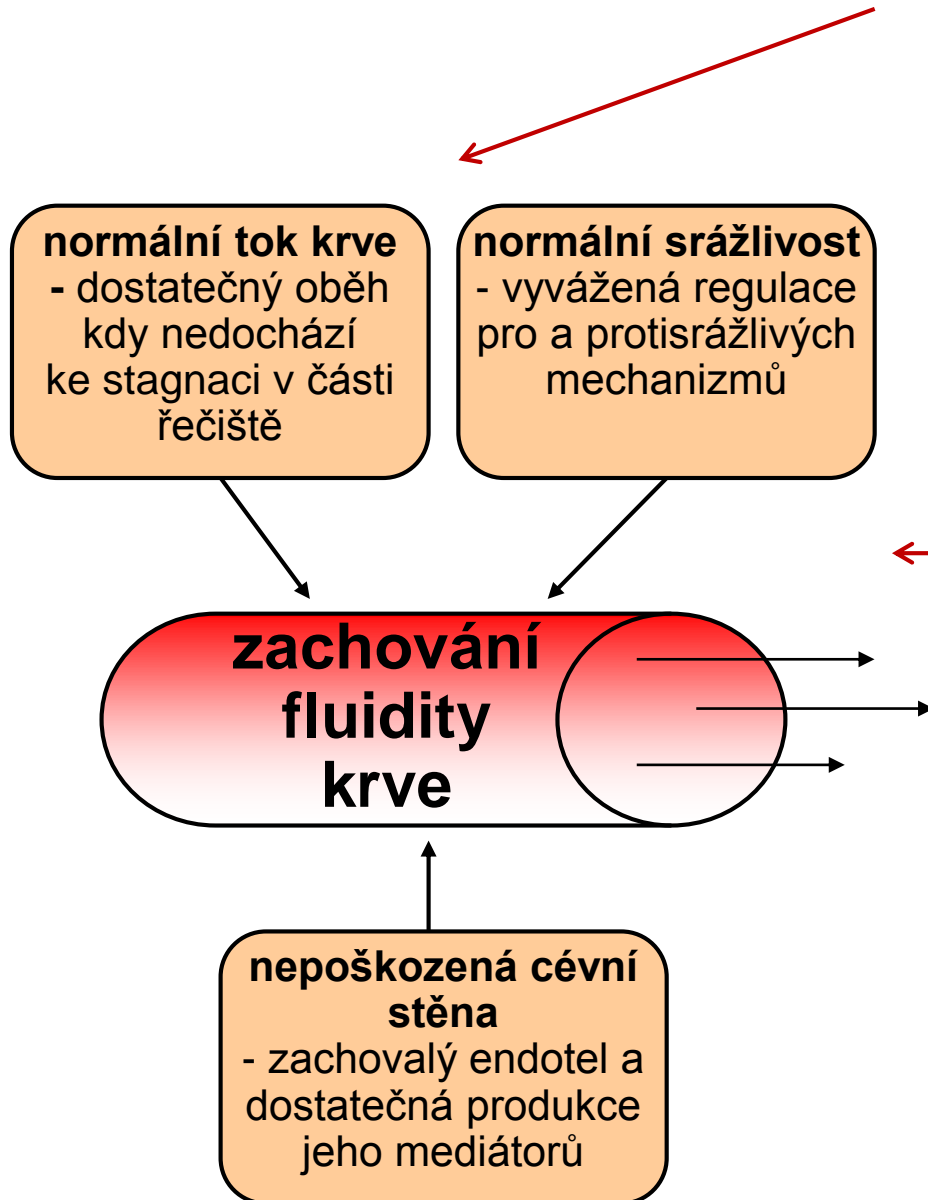 normální tok krve
- dostatečný oběh
kdy nedochází
ke stagnaci v části
řečiště
normální srážlivost
- vyvážená regulace
pro a protisrážlivých
mechanizmů
zachování
fluidity
krve
nepoškozená cévní
stěna
- zachovalý endotel a
dostatečná produkce
jeho mediátorů